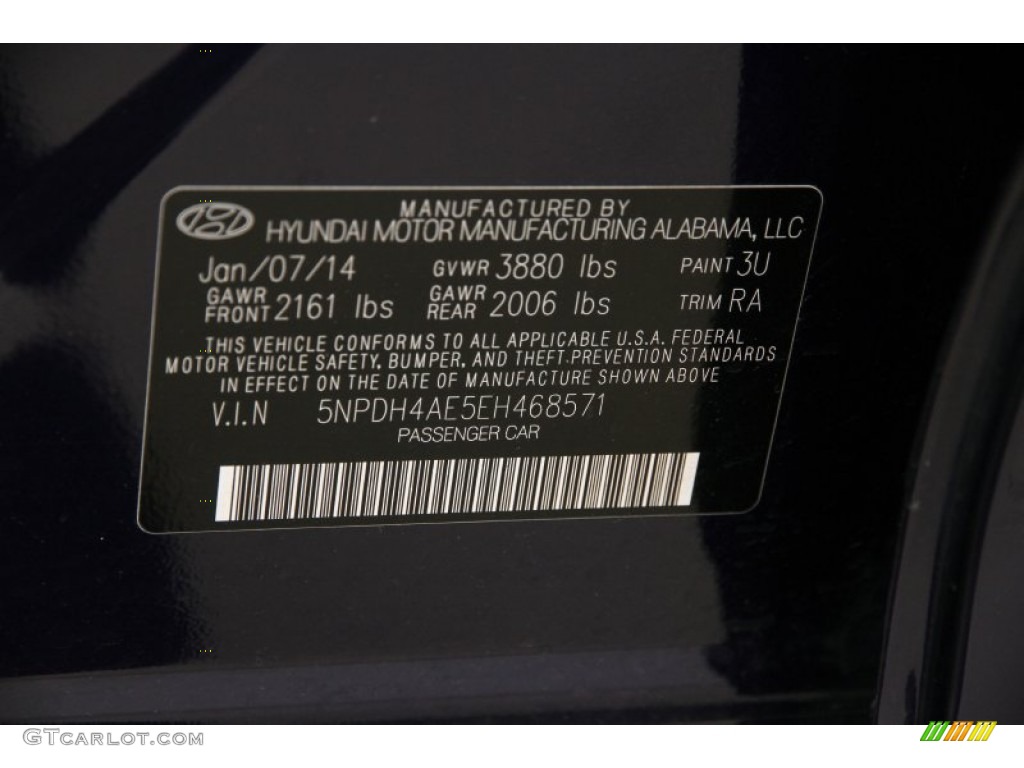 MANUFACTURED BY
HYUNDAI MOTOR MANUFACTURING ALABAMA, LLC
Jan/07/14 GVWR 3880 lbs PAINT 3U
GAWR FRONT 2161 lbs GAWR REAR 2006 lbs TRIM RA
THIS VEHICLE CONFORMS TO ALL APPLICABLE U.S.A. FEDERAL
MOTOR VEHICLE SAFETY, BUMPER, AND THEFT PREVENTION STANDARDS
IN EFFECT ON THE DATE OF MANUFACTURE SHOWN ABOVE
V.I.N 5NPDH4AE5EH468571
PASSENGER CAR
GTCARLOT.COM